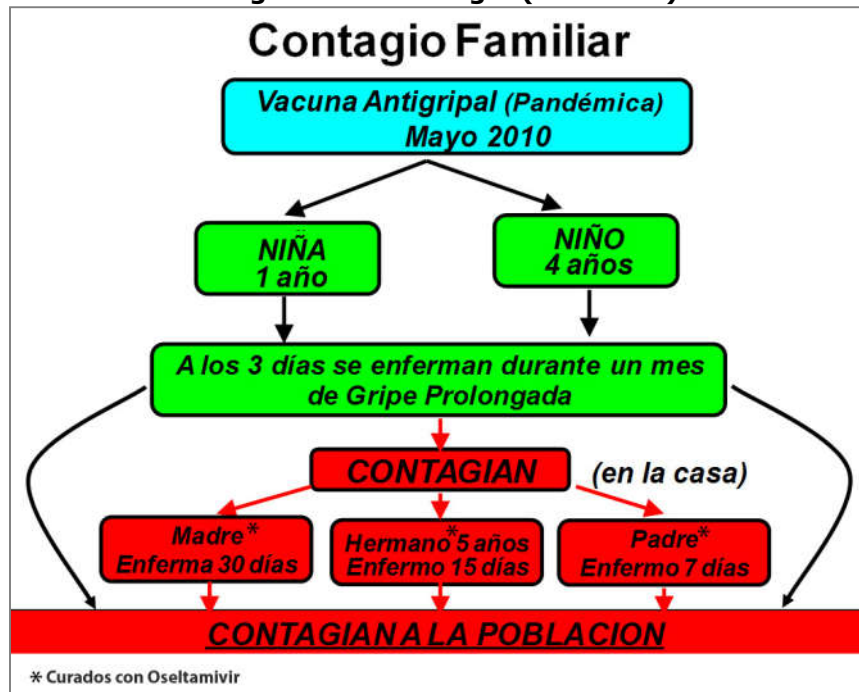 Contagio Familiar
Vacuna Antigripal (Pandémica)
Mayo 2010
NIÑA
1 año
NIÑO
4 años
A los 3 días se enferman durante un mes
de Gripe Prolongada
CONTAGIAN
(en la casa)
Madre*
Enferma 30 días
Hermano*5 años
Enfermo 15 días
Padre*
Enfermo 7 días
CONTAGIAN A LA POBLACION
* Curados con Oseltamivir